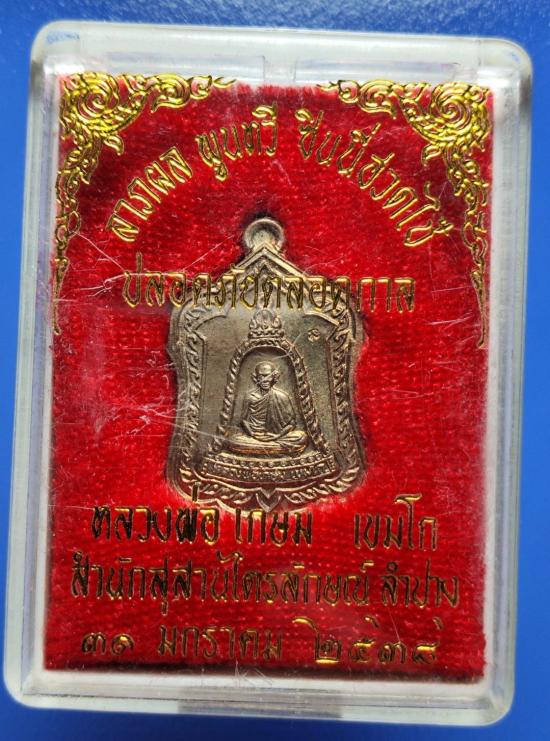 ลาภผล พูนทวี ชินนี่ชวดโชี
ปลอดภัยตลอดกาล
หลวงพ่อ เกษม เขมโก
สำนักสุสานไตรลักษณ์ ลำปาง
๓๑ มกราคม ๒๕๓๘